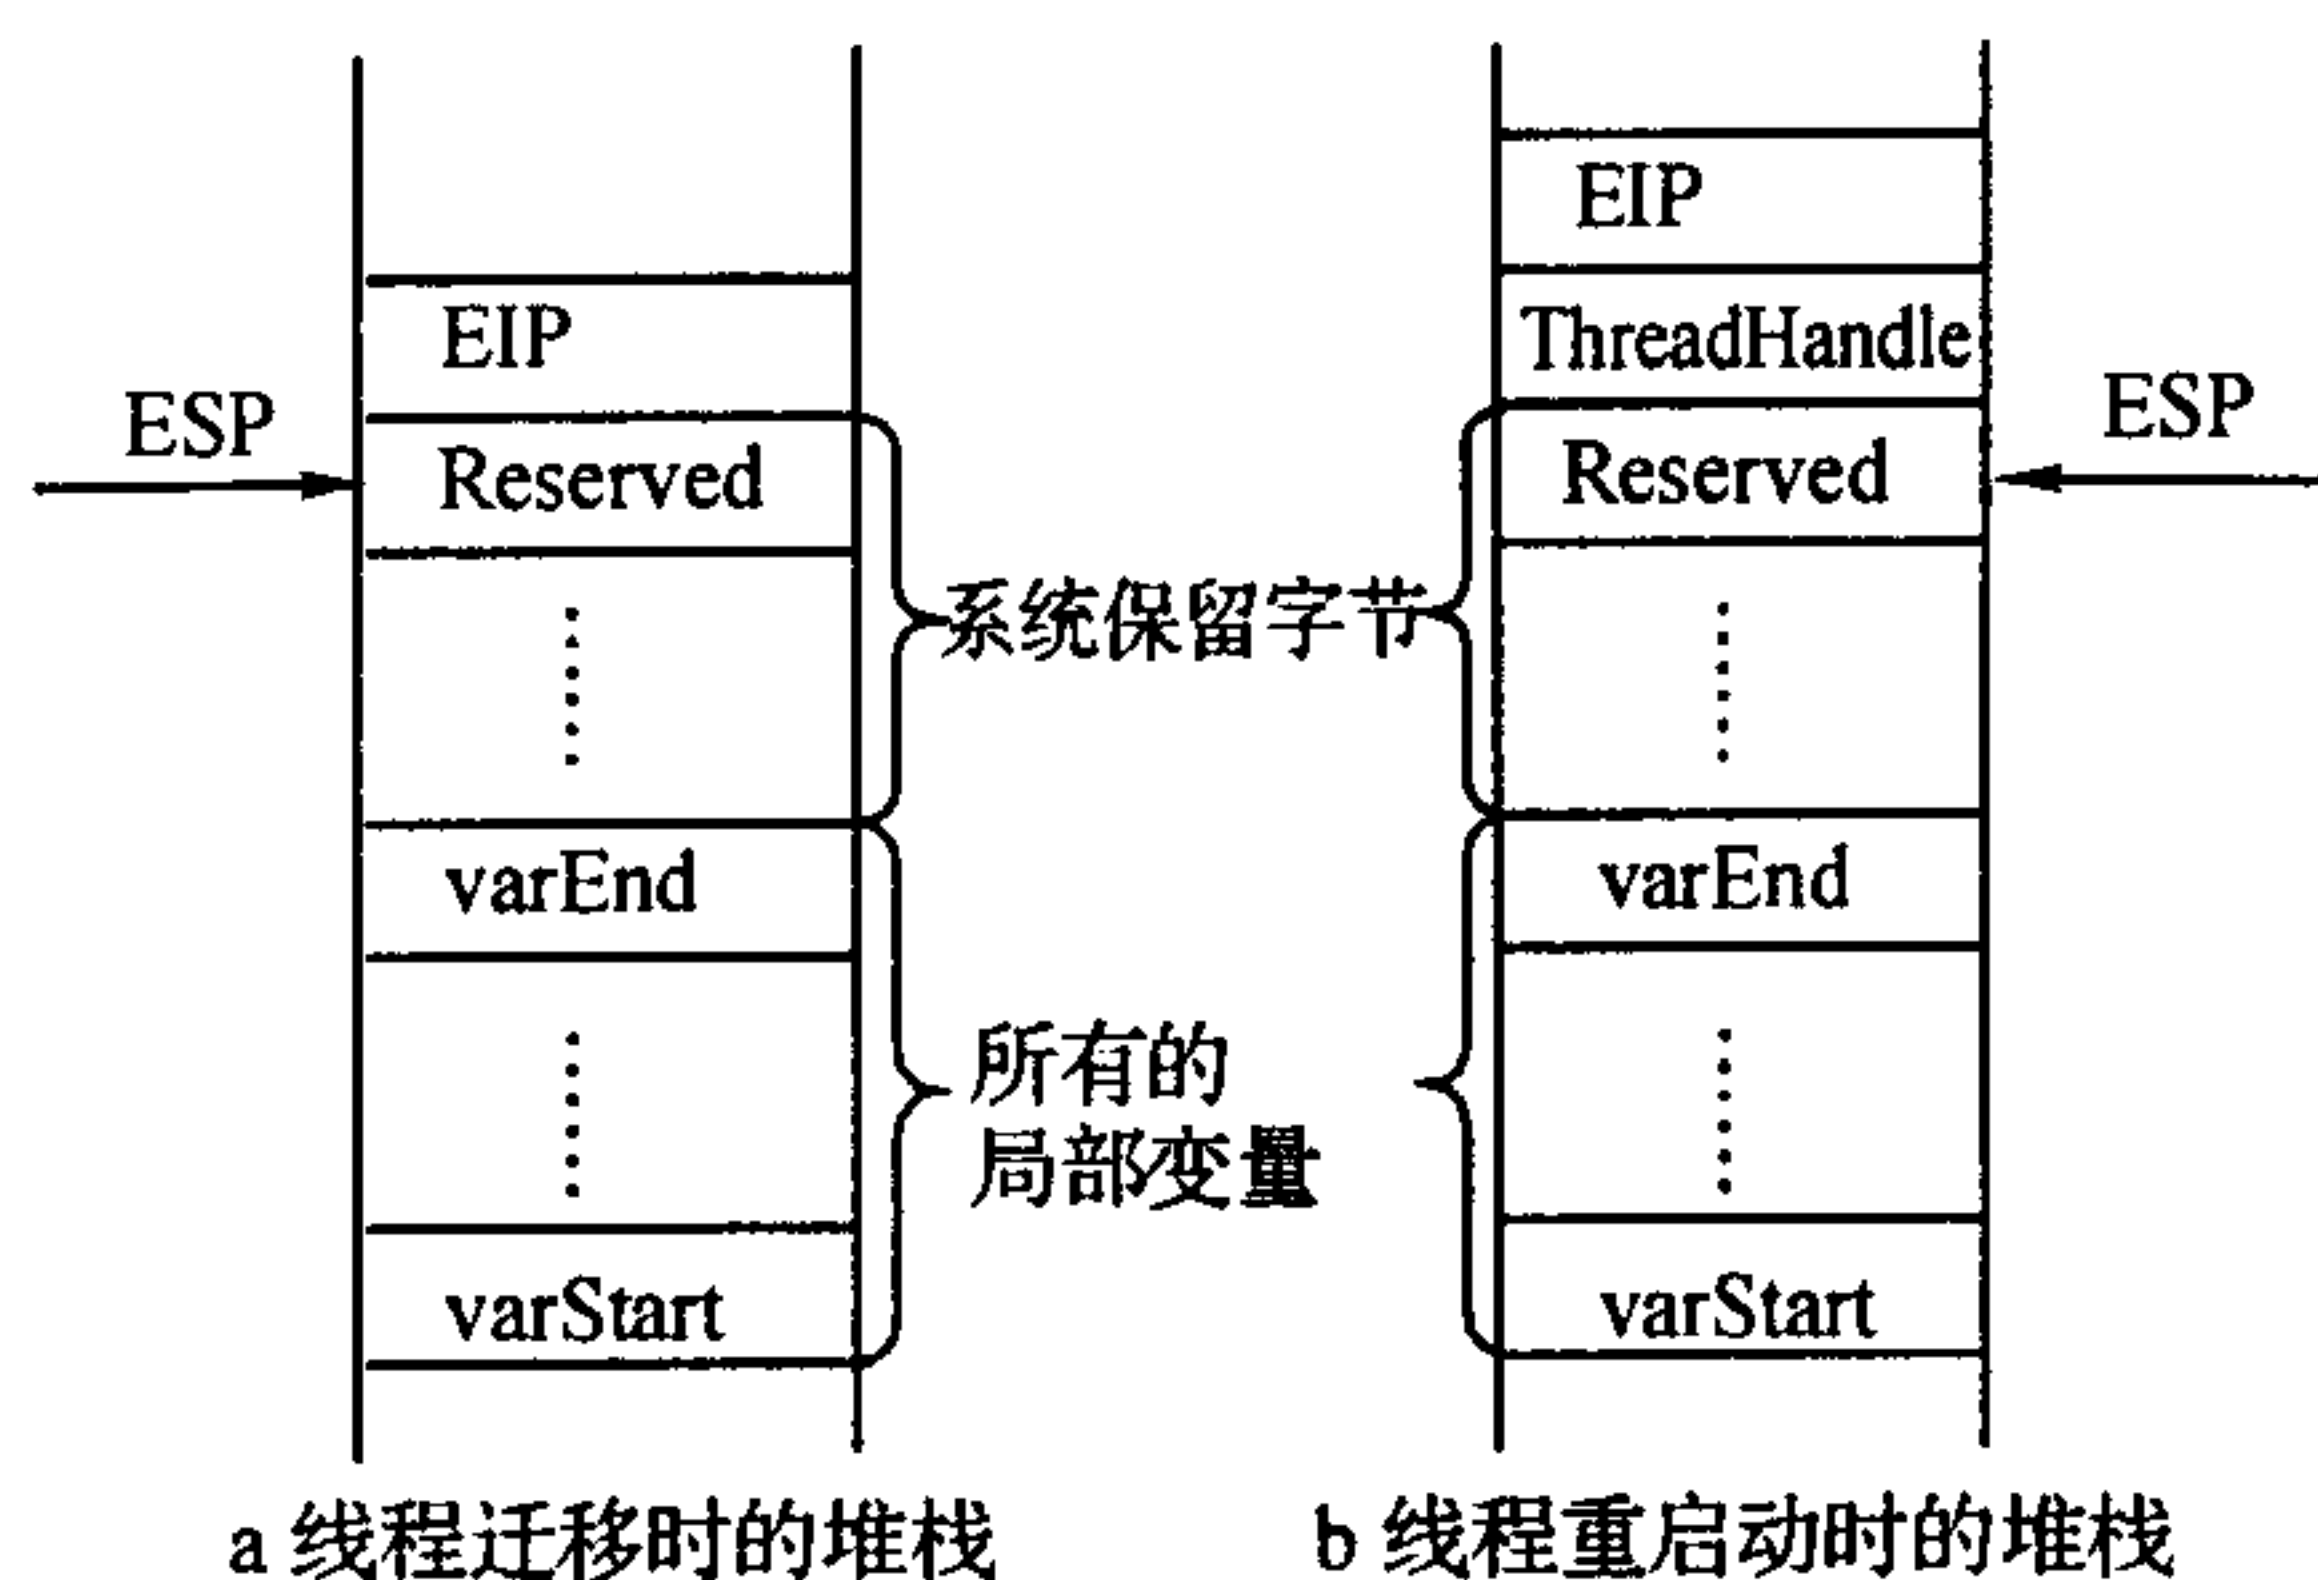 EIP
ESP
Reserved
varEnd
varStart
系统保留字节
所有的
局部变量
EIP
ThreadHandle
Reserved
ESP
varEnd
varStart
a 线程迁移时的堆栈
b 线程重启动时的堆栈